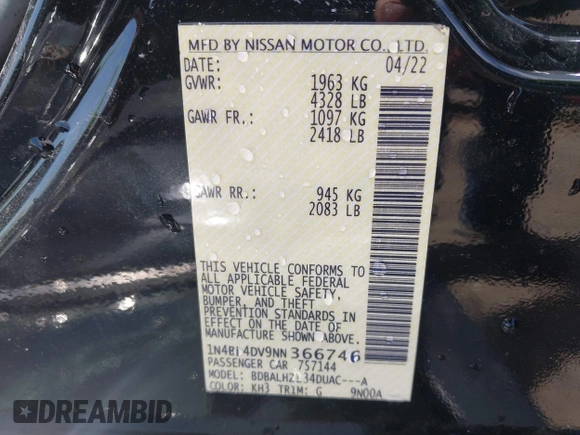 MFD BY NISSAN MOTOR CO., LTD.
DATE: 04/22
GVWR: 1963 KG
4328 LB
GAWR FR.: 1097 KG
2418 LB
GAWR RR.: 945 KG
2083 LB
THIS VEHICLE CONFORMS TO
ALL APPLICABLE FEDERAL
MOTOR VEHICLE SAFETY,
BUMPER, AND THEFT
PREVENTION STANDARDS IN
EFFECT ON THE DATE OF
MANUFACTURE SHOWN ABOVE.
366746
PASSENGER CAR 757144
MODEL:
COLOR: KH3 TRIM: G 9N00A
DREAMBID